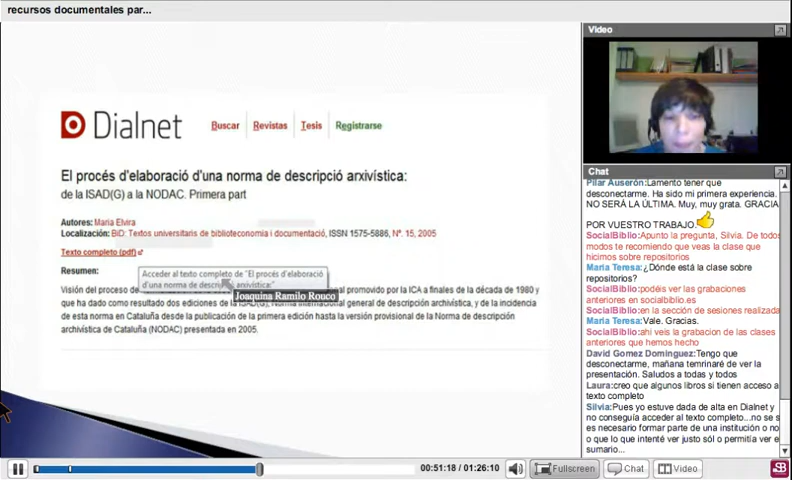 recursos documentales par...
Dialnet
Buscar Revistas Tesis Registrarse
El procés d'elaboració d'una norma de descripció arxivística:
de la ISAD(G) a la NODAC. Primera part
Autores: Maria Elvira
Localización: BiD: Textos universitaris de biblioteconomia i documentació, ISSN 1575-5886, Nº. 15, 2005
Texto completo (pdf)
Resumen:
Acceder al texto completo de "El procés d'elaboració
d'una norma de descripció arxivística:"
Joaquina Ramilo Rouco
Visión del proceso de al promovido por el ICA a finales de la década de 1980 y
que ha dado como resultado dos ediciones de ISAD(G), Norma internacional general de descripción archivística, y de la incidencia
de esta norma en Cataluña desde la publicación de la primera edición hasta la versión provisional de la Norma de descripción
archivística de Cataluña (NODAC) presentada en 2005.
Video
Chat
Pilar Auserón:Lamento tener que
desconectarme. Ha sido mi primera experiencia.
NO SERÁ LA ÚLTIMA. Muy, muy grata. GRACIA
POR VUESTRO TRABAJO.
SocialBiblio:Apunto la pregunta, Silvia. De todo
modos te recomiendo que veas la clase que
hicimos sobre repositorios
Maria Teresa:¿Dónde está la clase sobre
repositorios?
SocialBiblio:podéis ver las grabaciones
anteriores en socialbiblio.es
SocialBiblio:en la sección de sesiones realizada
Maria Teresa:Vale. Gracias.
SocialBiblio:ahi veis la grabacion de las clases
anteriores que hemos hecho
David Gomez Dominguez:Tengo que
desconectarme, mañana temrinaré de ver la
presentación. Saludos a todas y todos
Laura:creo que algunos libros si tienen acceso a
texto completo
Silvia:Pues yo estuve dada de alta en Dialnet y
no conseguía acceder al texto completo...no se s
es necesario formar parte de una institución o no
o que lo que intenté ver justo sól o permitía ver e
sumario...
00:51:18 / 01:26:10
Fullscreen Chat Video
SB